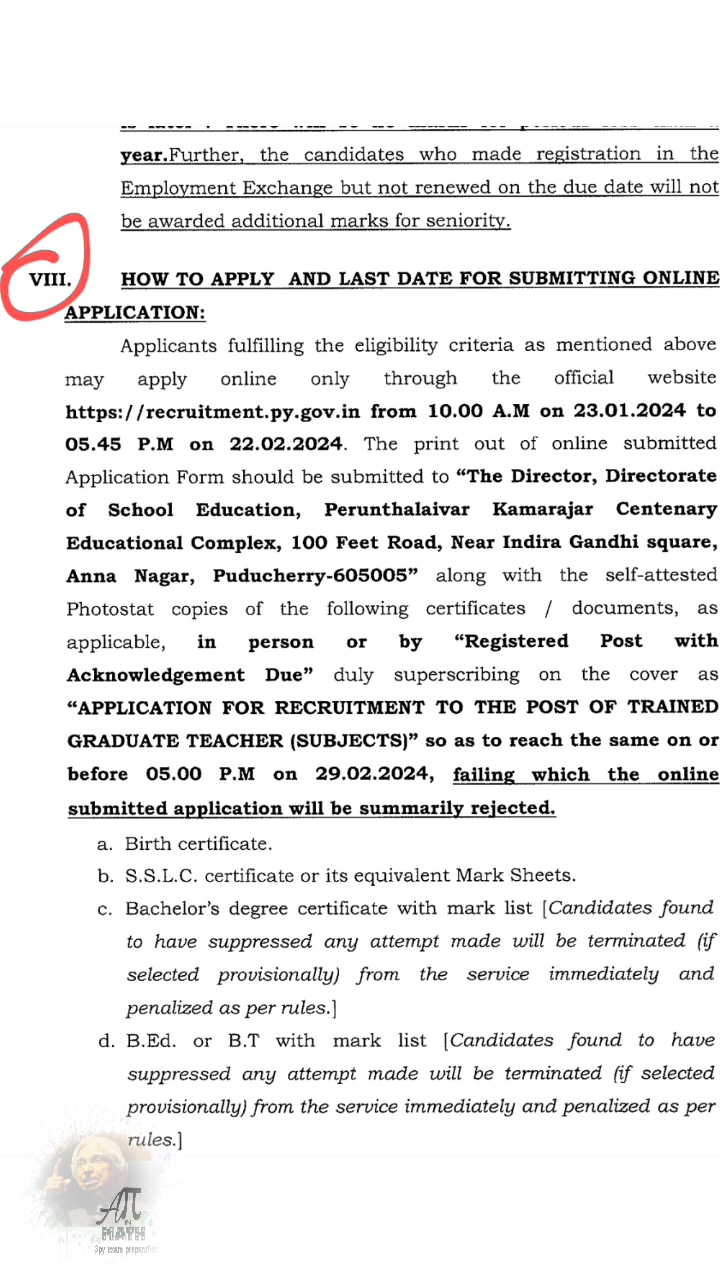 year.Further, the candidates who made registration in the
Employment Exchange but not renewed on the due date will not
be awarded additional marks for seniority.
VIII. HOW TO APPLY AND LAST DATE FOR SUBMITTING ONLINE
APPLICATION:
Applicants fulfilling the eligibility criteria as mentioned above
may apply online only through the official website
https://recruitment.py.gov.in from 10.00 A.M on 23.01.2024 to
05.45 P.M on 22.02.2024. The print out of online submitted
Application Form should be submitted to “The Director, Directorate
of School Education, Perunthalaivar Kamarajar Centenary
Educational Complex, 100 Feet Road, Near Indira Gandhi square,
Anna Nagar, Puducherry-605005” along with the self-attested
Photostat copies of the following certificates / documents, as
applicable, in person or by “Registered Post with
Acknowledgement Due” duly superscribing on the cover as
“APPLICATION FOR RECRUITMENT TO THE POST OF TRAINED
GRADUATE TEACHER (SUBJECTS)” so as to reach the same on or
before 05.00 P.M on 29.02.2024, failing which the online
submitted application will be summarily rejected.
a. Birth certificate.
b. S.S.L.C. certificate or its equivalent Mark Sheets.
c. Bachelor’s degree certificate with mark list [Candidates found
to have suppressed any attempt made will be terminated (if
selected provisionally) from the service immediately and
penalized as per rules.]
d. B.Ed. or B.T with mark list [Candidates found to have
suppressed any attempt made will be terminated (if selected
provisionally) from the service immediately and penalized as per
rules.]
IN
MATH